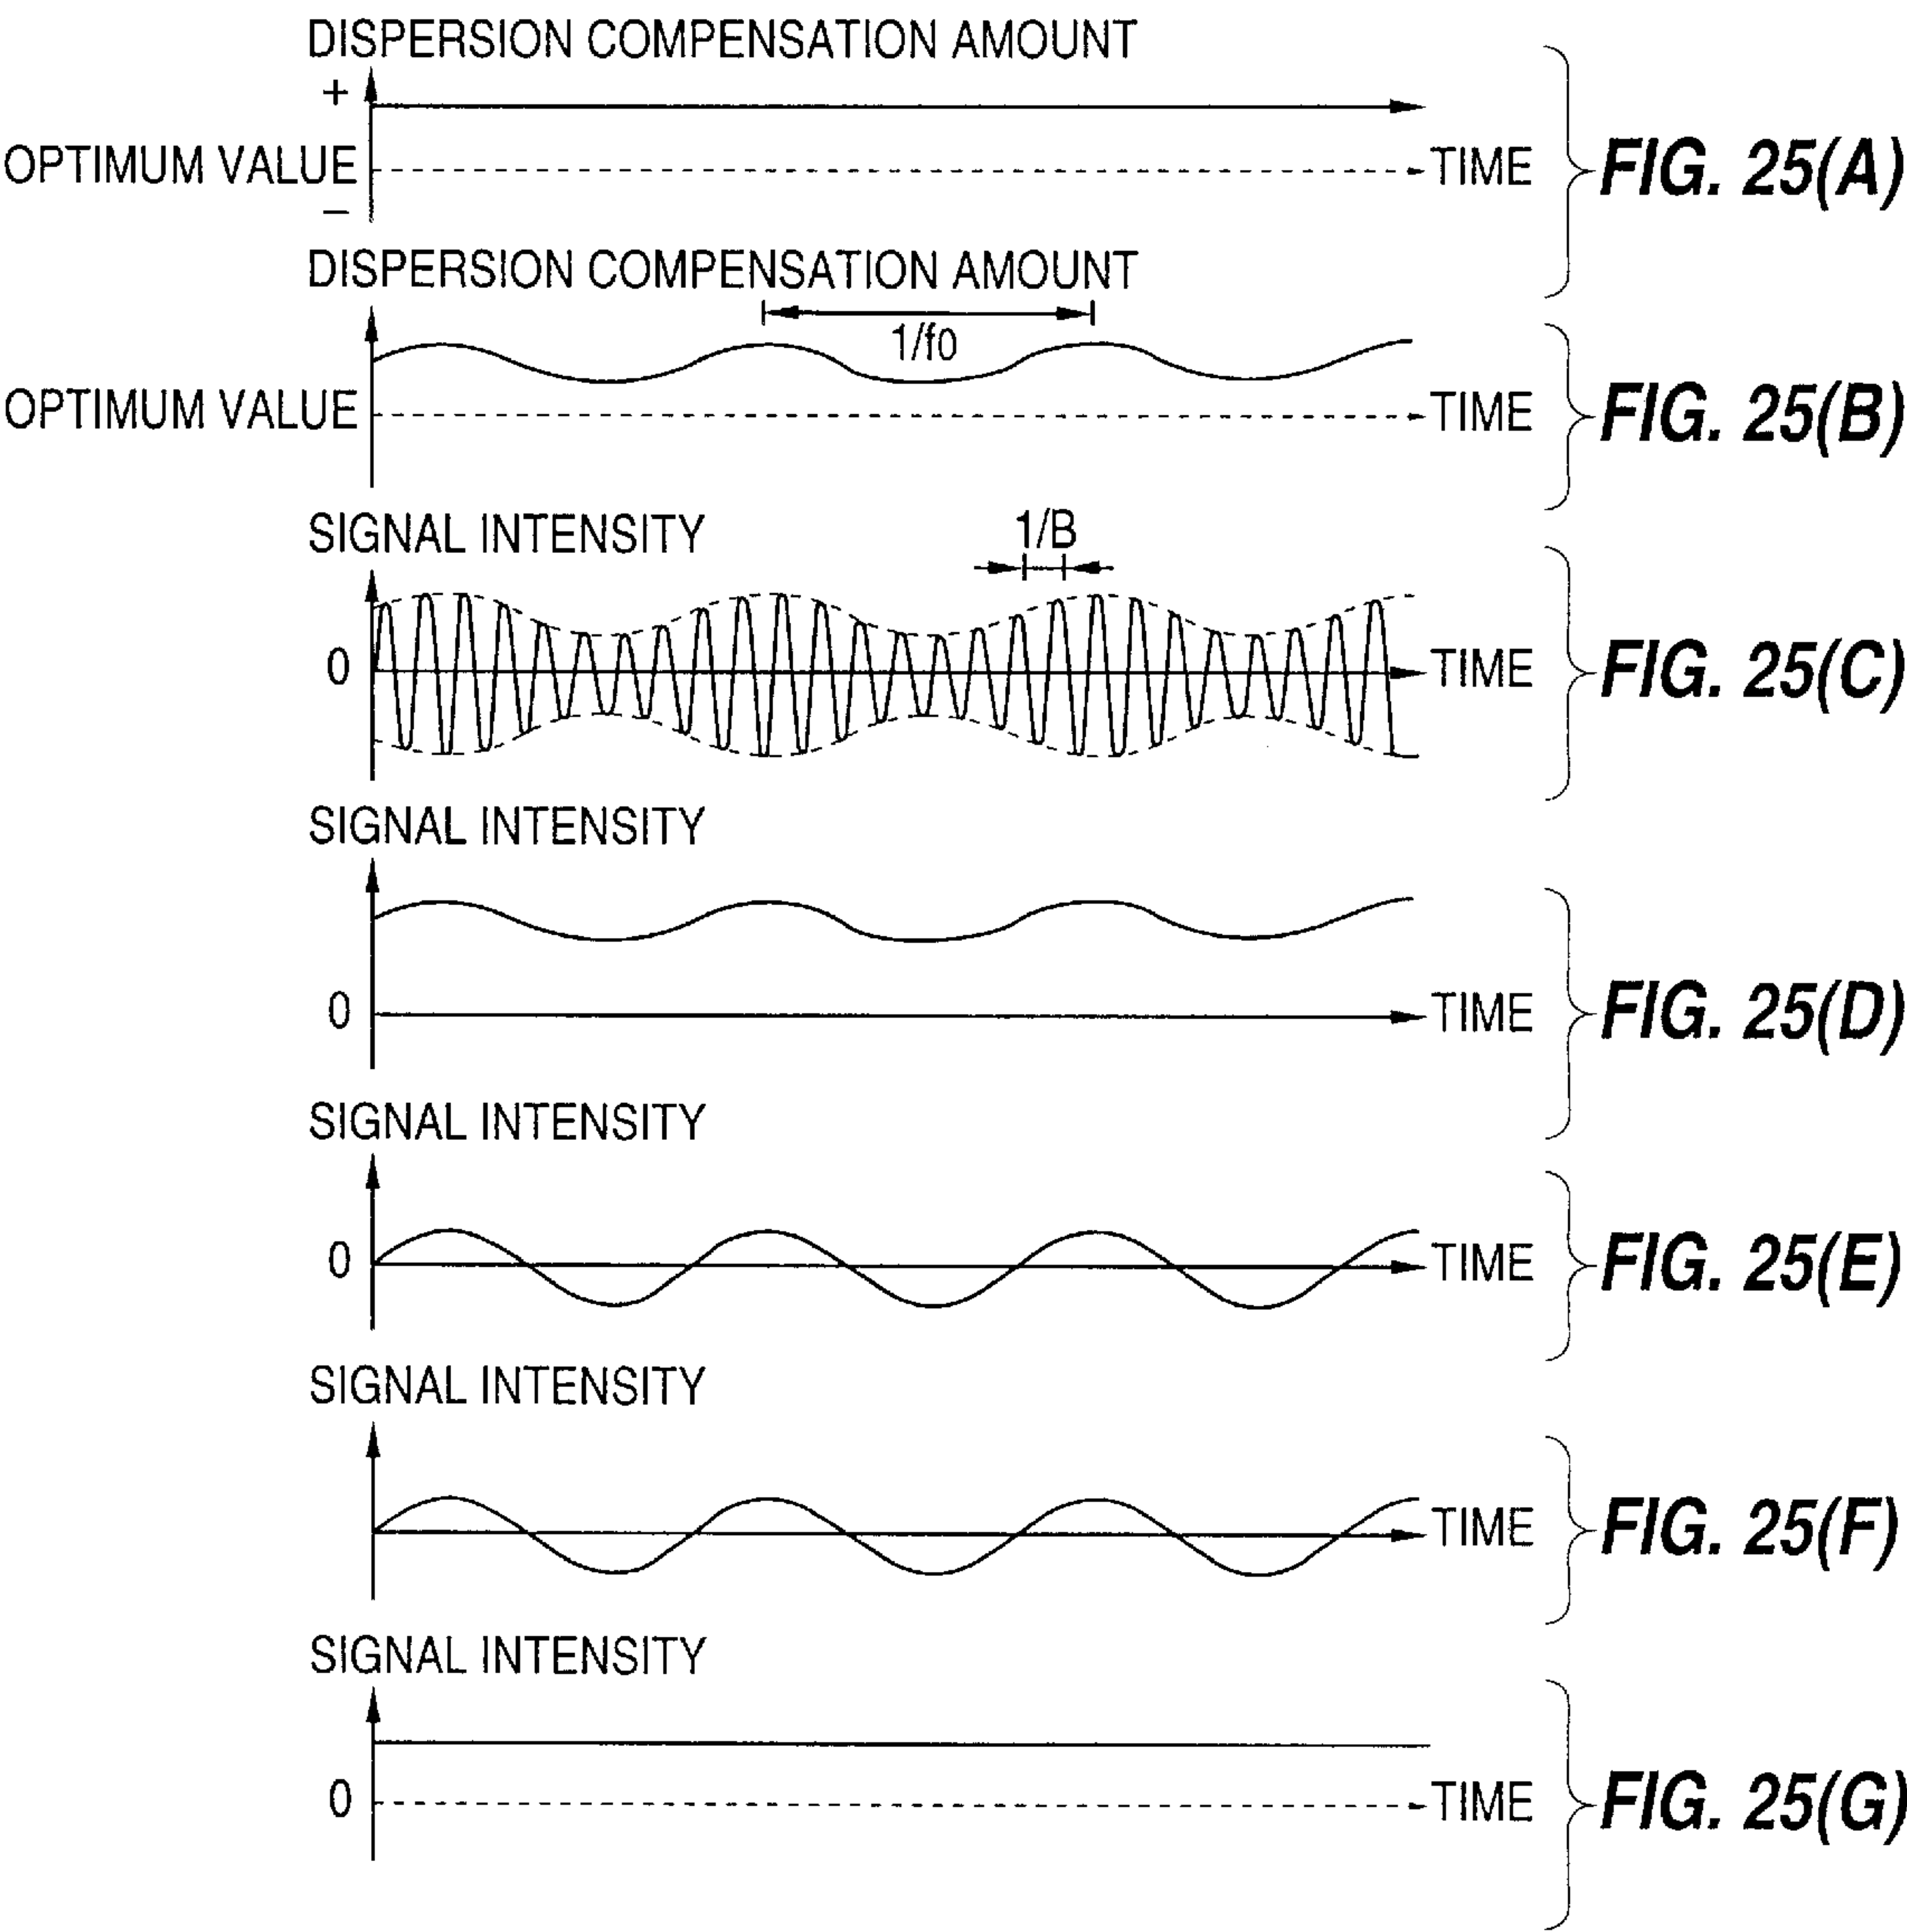 DISPERSION COMPENSATION AMOUNT
+
OPTIMUM VALUE
TIME
FIG. 25(A)
−
DISPERSION COMPENSATION AMOUNT
1/f0
OPTIMUM VALUE
TIME
FIG. 25(B)
SIGNAL INTENSITY
1/B
0
TIME
FIG. 25(C)
SIGNAL INTENSITY
0
TIME
FIG. 25(D)
SIGNAL INTENSITY
0
TIME
FIG. 25(E)
SIGNAL INTENSITY
TIME
FIG. 25(F)
SIGNAL INTENSITY
0
TIME
FIG. 25(G)